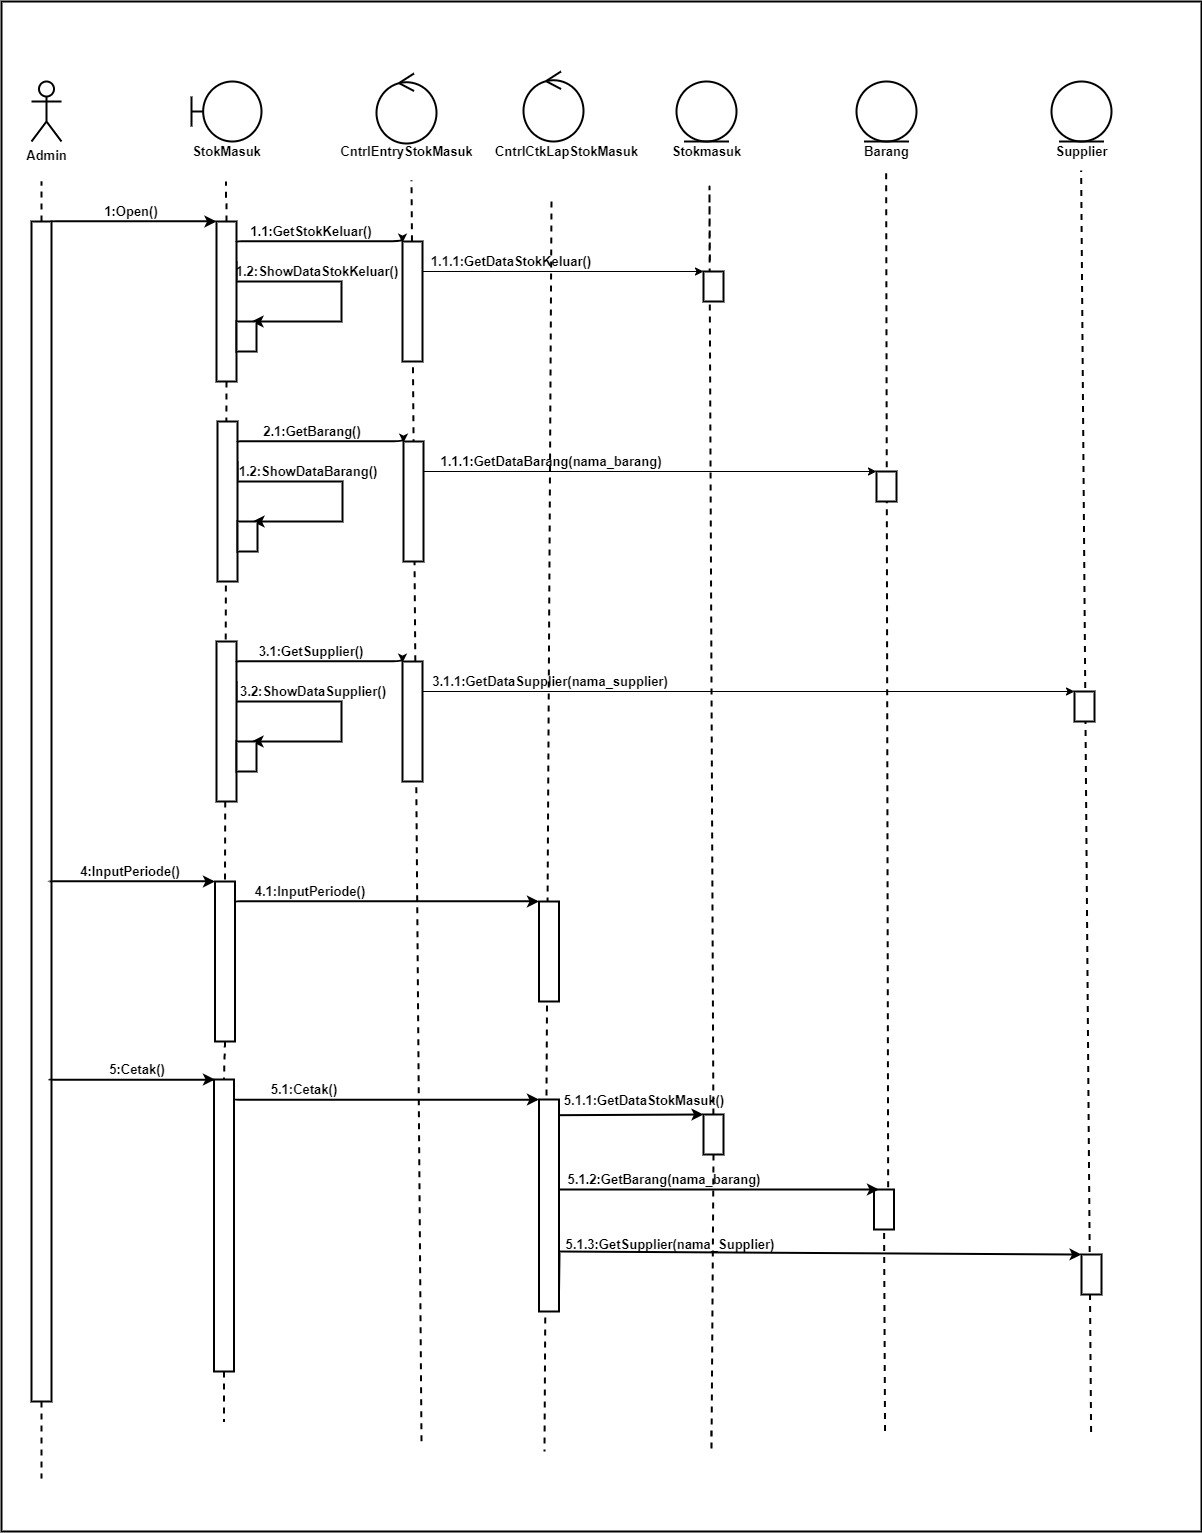 Admin
StokMasuk
CntrlEntryStokMasuk
CntrlCtkLapStokMasuk
Stokmasuk
Barang
Supplier
1:Open()
1.1:GetStokKeluar()
1.2:ShowDataStokKeluar()
1.1.1:GetDataStokKeluar()
2.1:GetBarang()
1.2:ShowDataBarang()
1.1.1:GetDataBarang(nama_barang)
3.1:GetSupplier()
3.2:ShowDataSupplier()
3.1.1:GetDataSupplier(nama_supplier)
4:InputPeriode()
4.1:InputPeriode()
5:Cetak()
5.1:Cetak()
5.1.1:GetDataStokMasuk()
5.1.2:GetBarang(nama_barang)
5.1.3:GetSupplier(nama_Supplier)